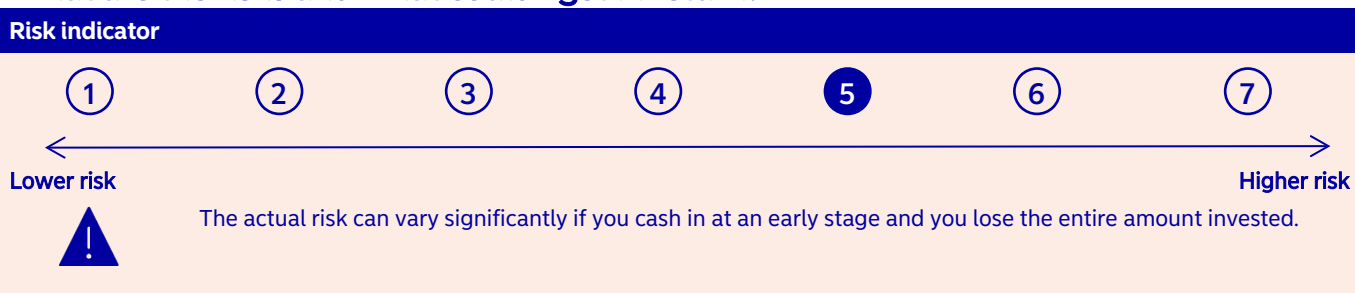 Risk indicator
1 2 3 4 5 6 7
Lower risk Higher risk
The actual risk can vary significantly if you cash in at an early stage and you lose the entire amount invested.